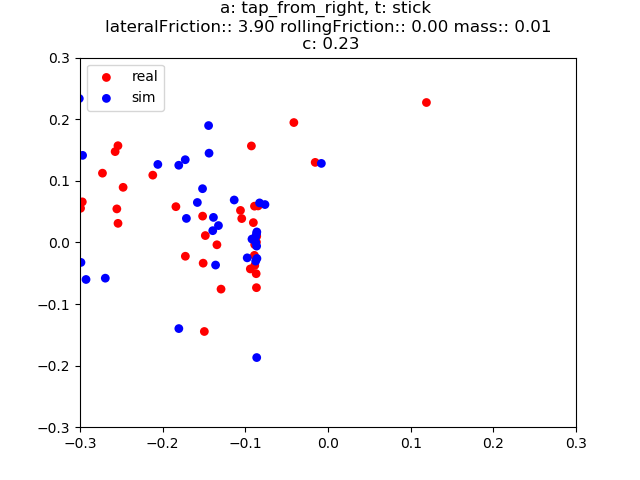 a: tap_from_right, t: stick
lateralFriction:: 3.90 rollingFriction:: 0.00 mass:: 0.01
c: 0.23
real
sim
0.3
0.2
0.1
0.0
−0.1
−0.2
−0.3
−0.3 −0.2 −0.1 0.0 0.1 0.2 0.3